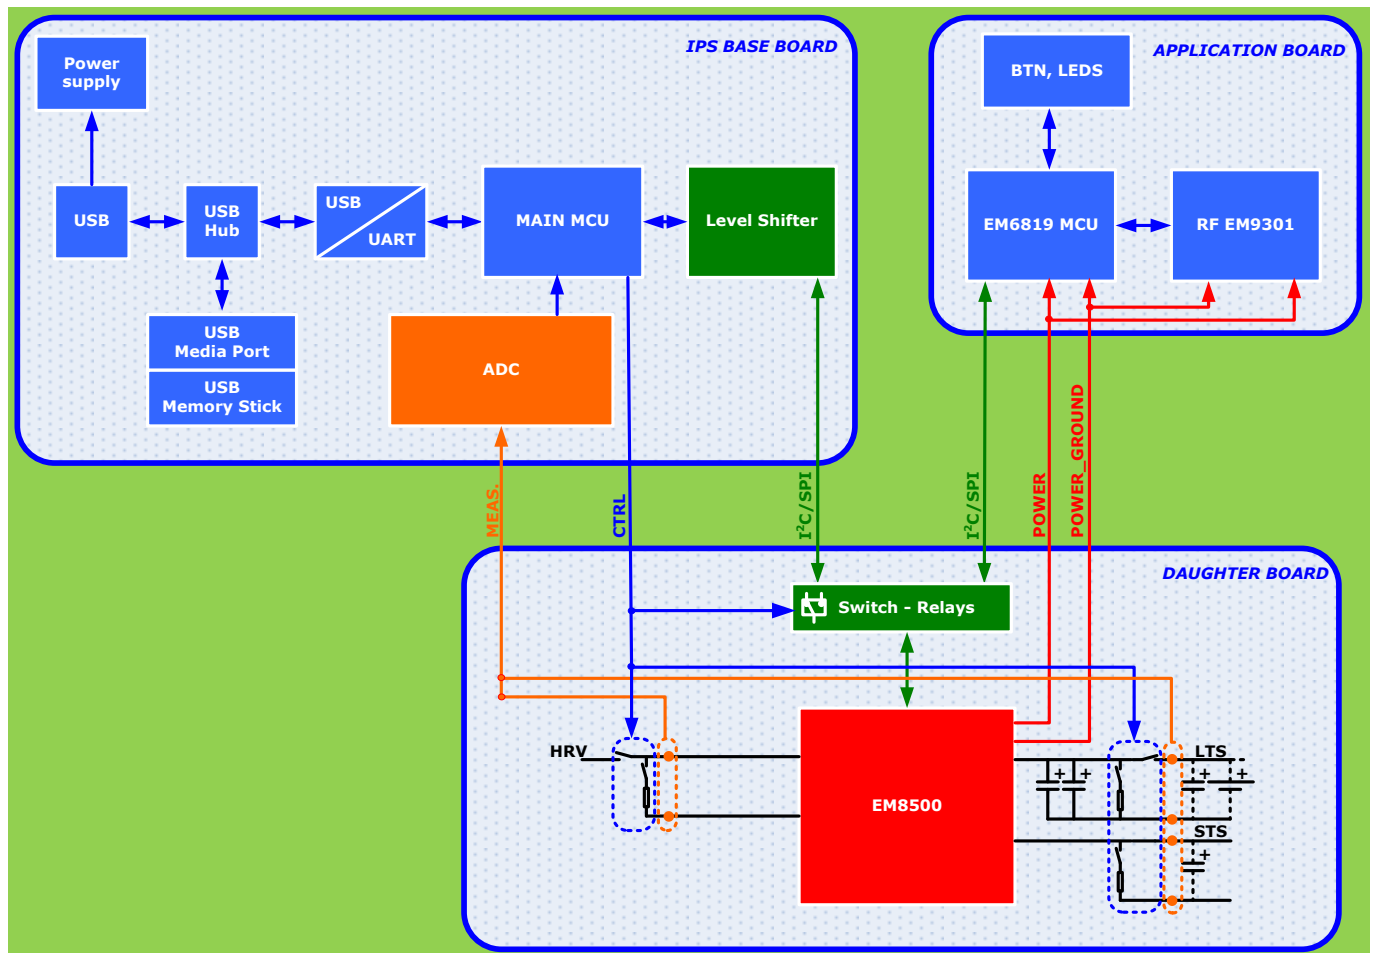 IPS BASE BOARD
Power
supply
USB
USB
Hub
USB
UART
MAIN MCU
Level Shifter
USB
Media Port
USB
Memory Stick
ADC
APPLICATION BOARD
BTN, LEDS
EM6819 MCU
RF EM9301
MEAS.
CTRL
I²C/SPI
I²C/SPI
POWER
POWER_GROUND
DAUGHTER BOARD
Switch - Relays
HRV
EM8500
LTS
+ + + +
STS
+